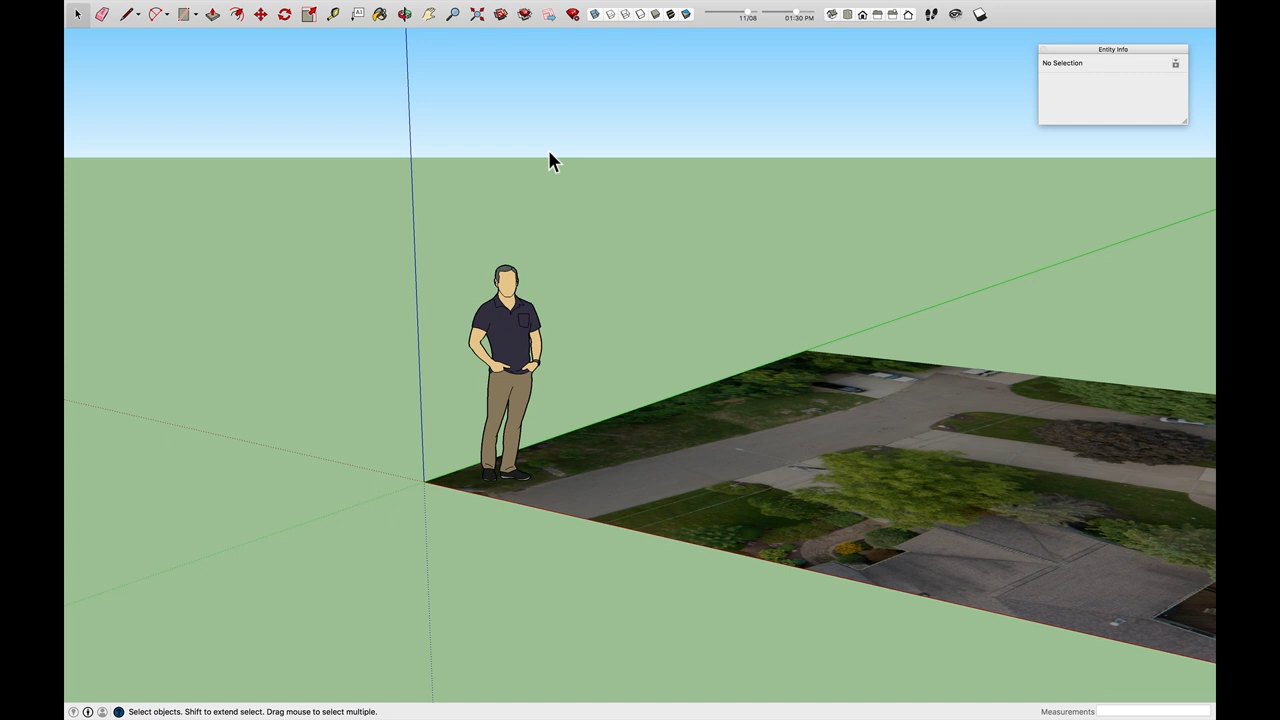 A1
11/08
01:30 PM
Entity Info
No Selection
Select objects. Shift to extend select. Drag mouse to select multiple.
Measurements